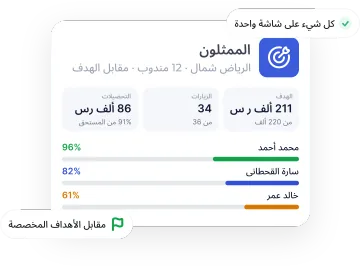 كل شيء على شاشة واحدة
الممثلون
الرياض شمال · 12 مندوب · مقابل الهدف
الهدف
211 ألف ر س
من 220 ألف
الزيارات
34
من 36
التحصيلات
86 ألف رس
91% من المستحق
محمد أحمد 96%
سارة القحطاني 82%
خالد عمر 61%
مقابل الأهداف المخصصة